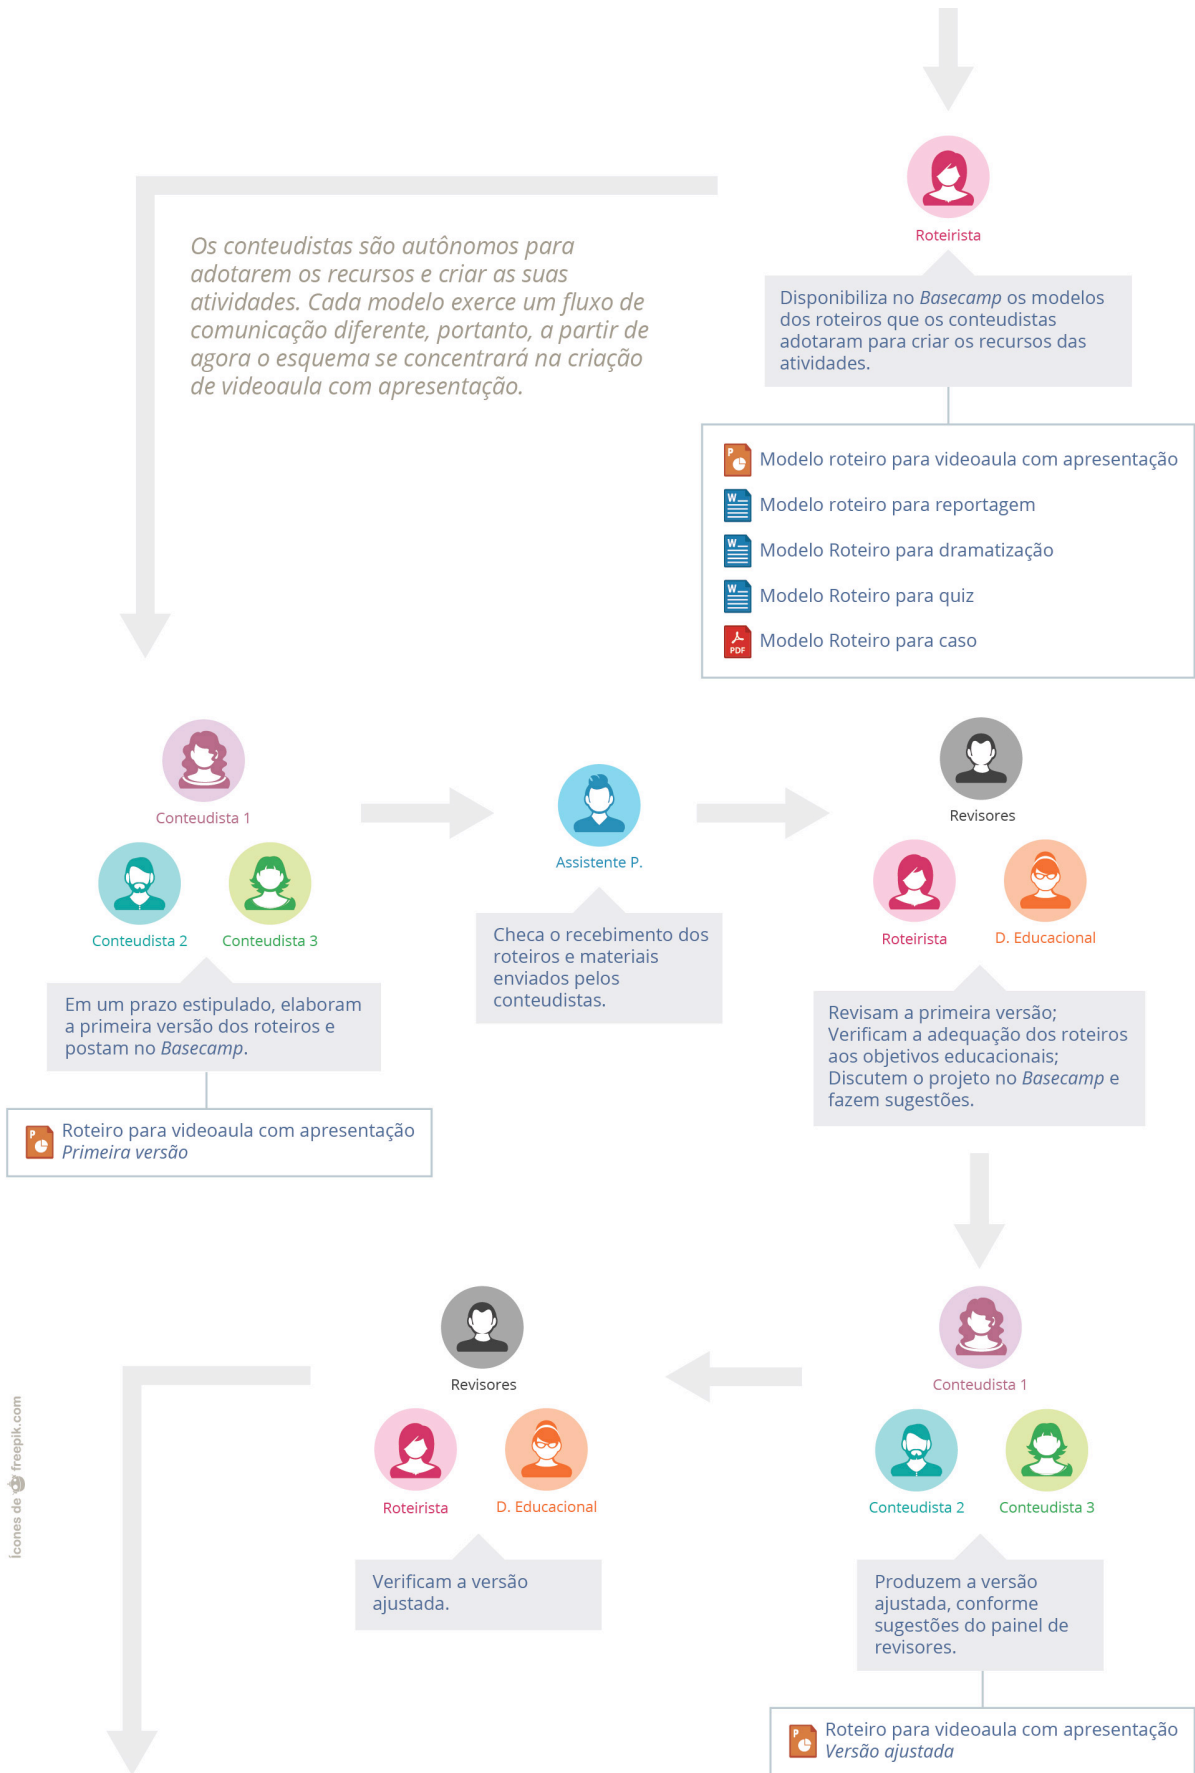 Roteirista
Disponibiliza no Basecamp os modelos
dos roteiros que os conteudistas
adotaram para criar os recursos das
atividades.
Os conteudistas são autônomos para
adotarem os recursos e criar as suas
atividades. Cada modelo exerce um fluxo de
comunicação diferente, portanto, a partir de
agora o esquema se concentrará na criação
de videoaula com apresentação.
P
Modelo roteiro para videoaula com apresentação
W
Modelo roteiro para reportagem
W
Modelo Roteiro para dramatização
W
Modelo Roteiro para quiz
PDF
Modelo Roteiro para caso
Conteudista 1
Conteudista 2
Conteudista 3
Em um prazo estipulado, elaboram
a primeira versão dos roteiros e
postam no Basecamp.
P
Roteiro para videoaula com apresentação
Primeira versão
Assistente P.
Checa o recebimento dos
roteiros e materiais
enviados pelos
conteudistas.
Revisores
Roteirista
D. Educacional
Revisam a primeira versão;
Verificam a adequação dos roteiros
aos objetivos educacionais;
Discutem o projeto no Basecamp e
fazem sugestões.
Conteudista 1
Conteudista 2
Conteudista 3
Produzem a versão
ajustada, conforme
sugestões do painel de
revisores.
P
Roteiro para videoaula com apresentação
Versão ajustada
Revisores
Roteirista
D. Educacional
Verificam a versão
ajustada.
Ícones de freepik.com